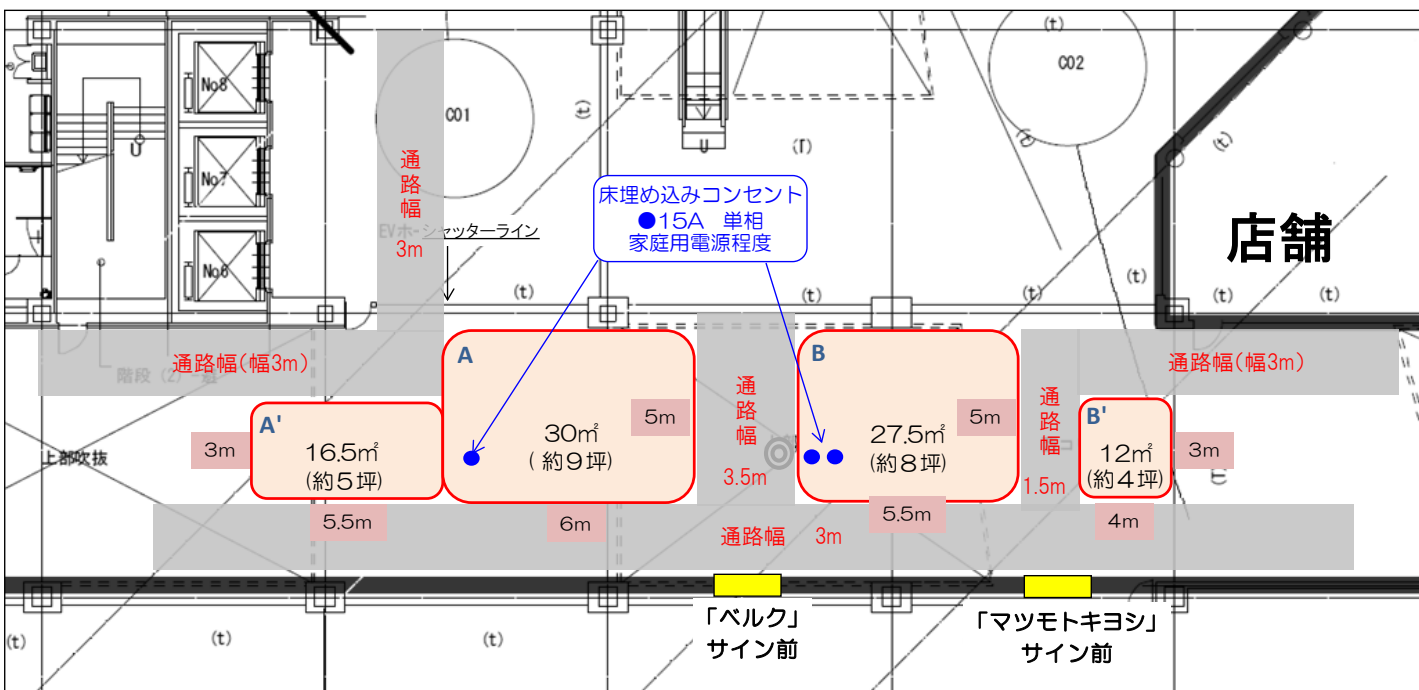 No8
No7
No6
U
C01
C02
U
(t)
(t)
(t)
(t)
(t)
通路幅
3m
床埋め込みコンセント
●15A 単相
家庭用電源程度
店舗
EVホーシャッターライン
(t)
(t)
(t)
(t)
(t)
(t)
通路幅(幅3m)
階段(2)
A
30㎡
(約9坪)
5m
6m
A'
16.5㎡
(約5坪)
3m
5.5m
上部吹抜
通路幅
3.5m
B
27.5㎡
(約8坪)
5m
5.5m
通路幅
1.5m
通路幅(幅3m)
B'
12㎡
(約4坪)
3m
4m
通路幅 3m
「ベルク」
サイン前
「マツモトキヨシ」
サイン前
(t)
(t)
(t)